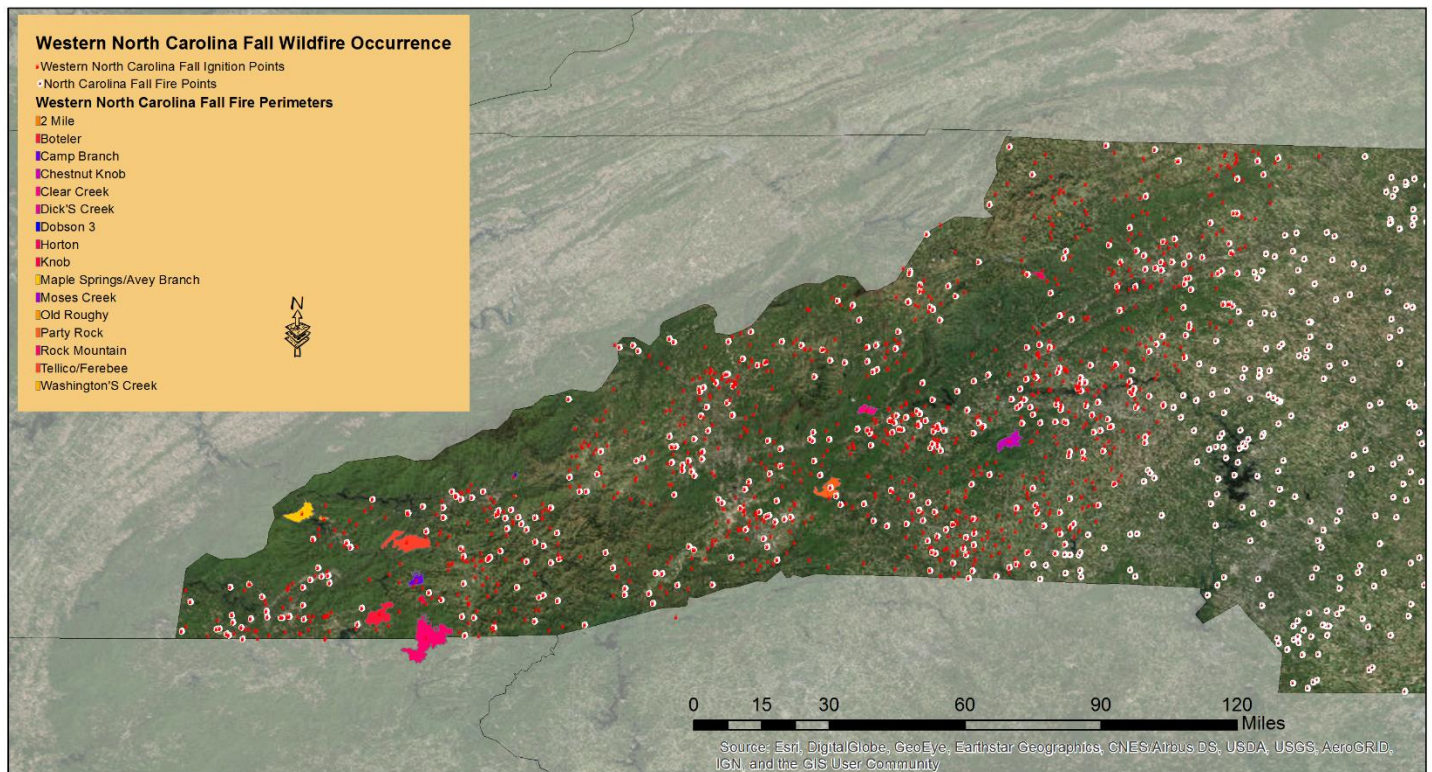 Western North Carolina Fall Wildfire Occurrence
Western North Carolina Fall Ignition Points
North Carolina Fall Fire Points
Western North Carolina Fall Fire Perimeters
2 Mile
Boteler
Camp Branch
Chestnut Knob
Clear Creek
Dick'S Creek
Dobson 3
Horton
Knob
Maple Springs/Avey Branch
Moses Creek
Old Roughy
Party Rock
Rock Mountain
Tellico/Ferebee
Washington'S Creek
N
0 15 30 60 90 120
Miles
Source: Esri, DigitalGlobe, GeoEye, Earthstar Geographics, CNES/Airbus DS, USDA, USGS, AeroGRID,
IGN, and the GIS User Community